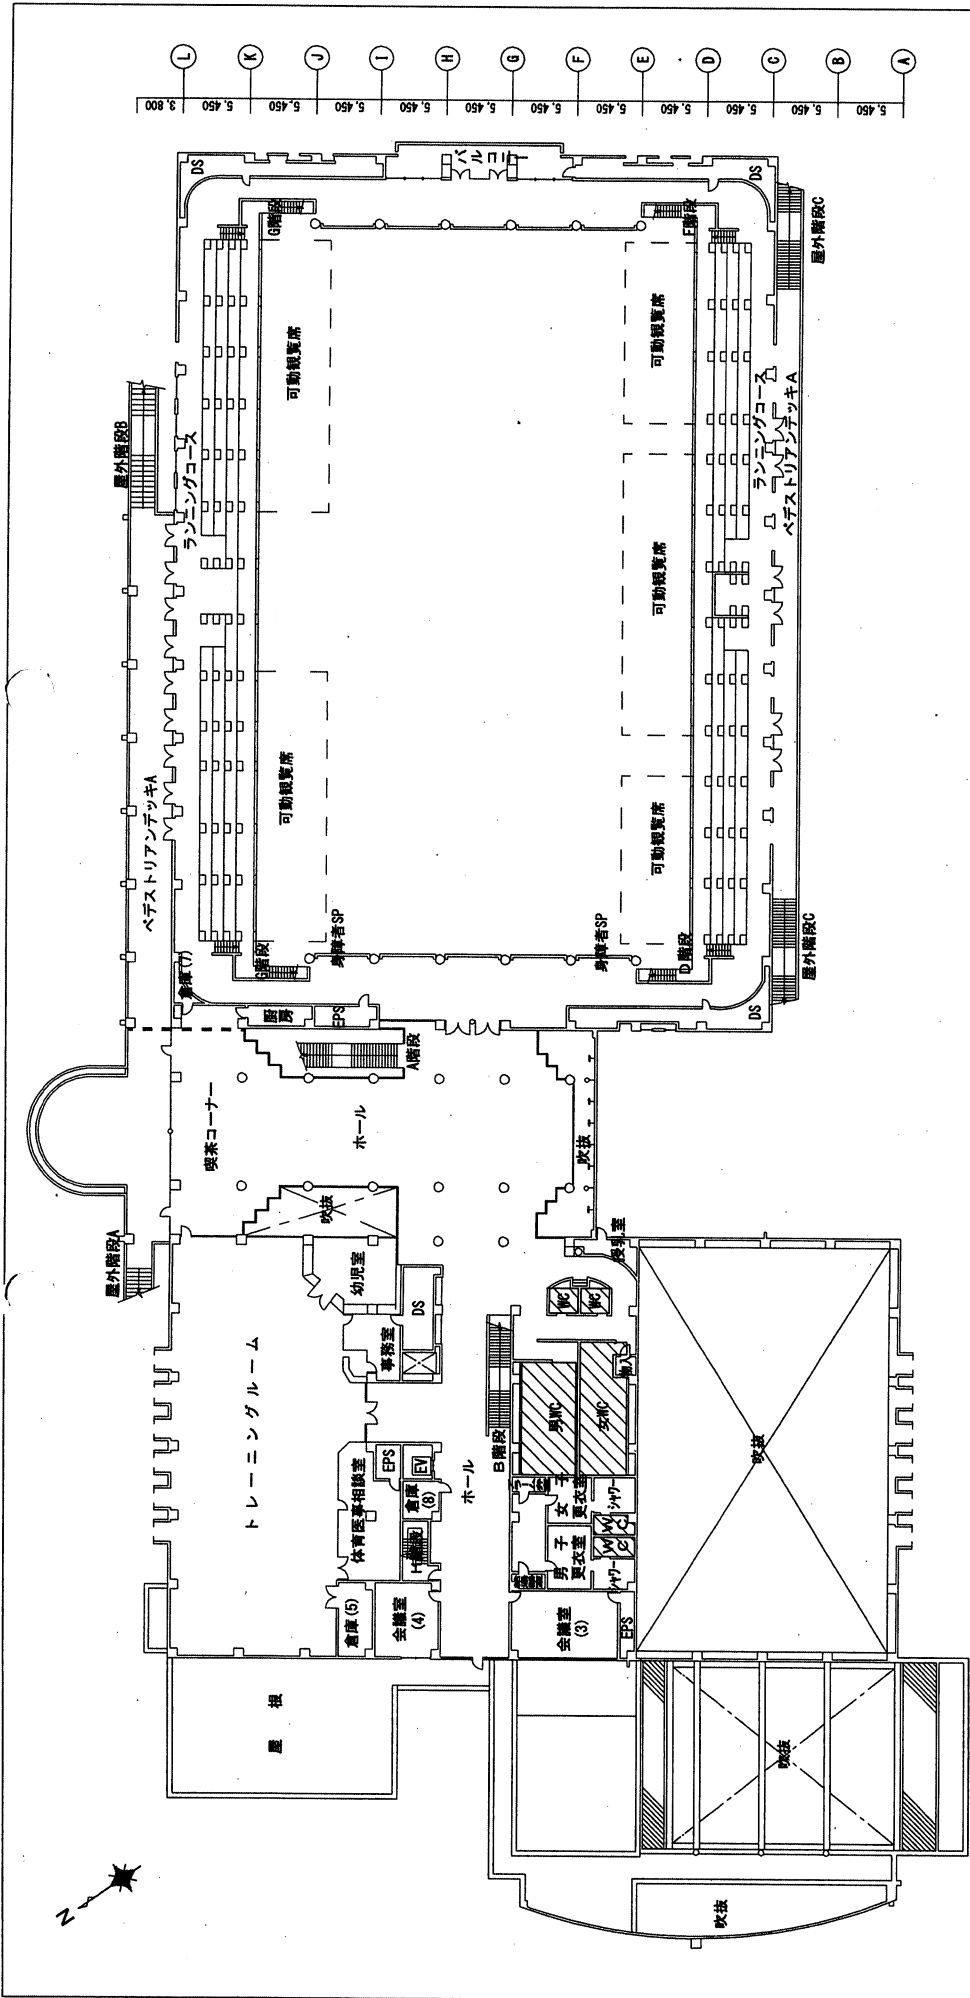 L
K
J
I
H
G
F
E
D
C
B
A
3,800
5,450
5,450
5,450
5,450
5,450
5,450
5,450
5,450
5,450
5,450
5,450
DS
バルコニー
DS
G階段
F階段
屋外階段C
可動観覧席
可動観覧席
ランニングコース
ペデストリアンデッキA
屋外階段B
ランニングコース
可動観覧席
ペデストリアンデッキA
可動観覧席
可動観覧席
倉庫(7)
G階段
身障者SP
身障者SP
D階段
屋外階段C
DS
厨房
EPS
A階段
喫茶コーナー
ホール
吹抜
吹抜
屋外階段A
幼児室
DS
授乳室
WC
WC
事務室
物入
トレーニングルーム
B階段
男WC
女WC
吹抜
体育医事相談室
EPS
EV
倉庫
(8)
ホール
女子
更衣室
シャワー
H階段
男子
更衣室
WC
WC
シャワー
倉庫(5)
会議室
(4)
会議室
(3)
EPS
屋根
吹抜
N
吹抜